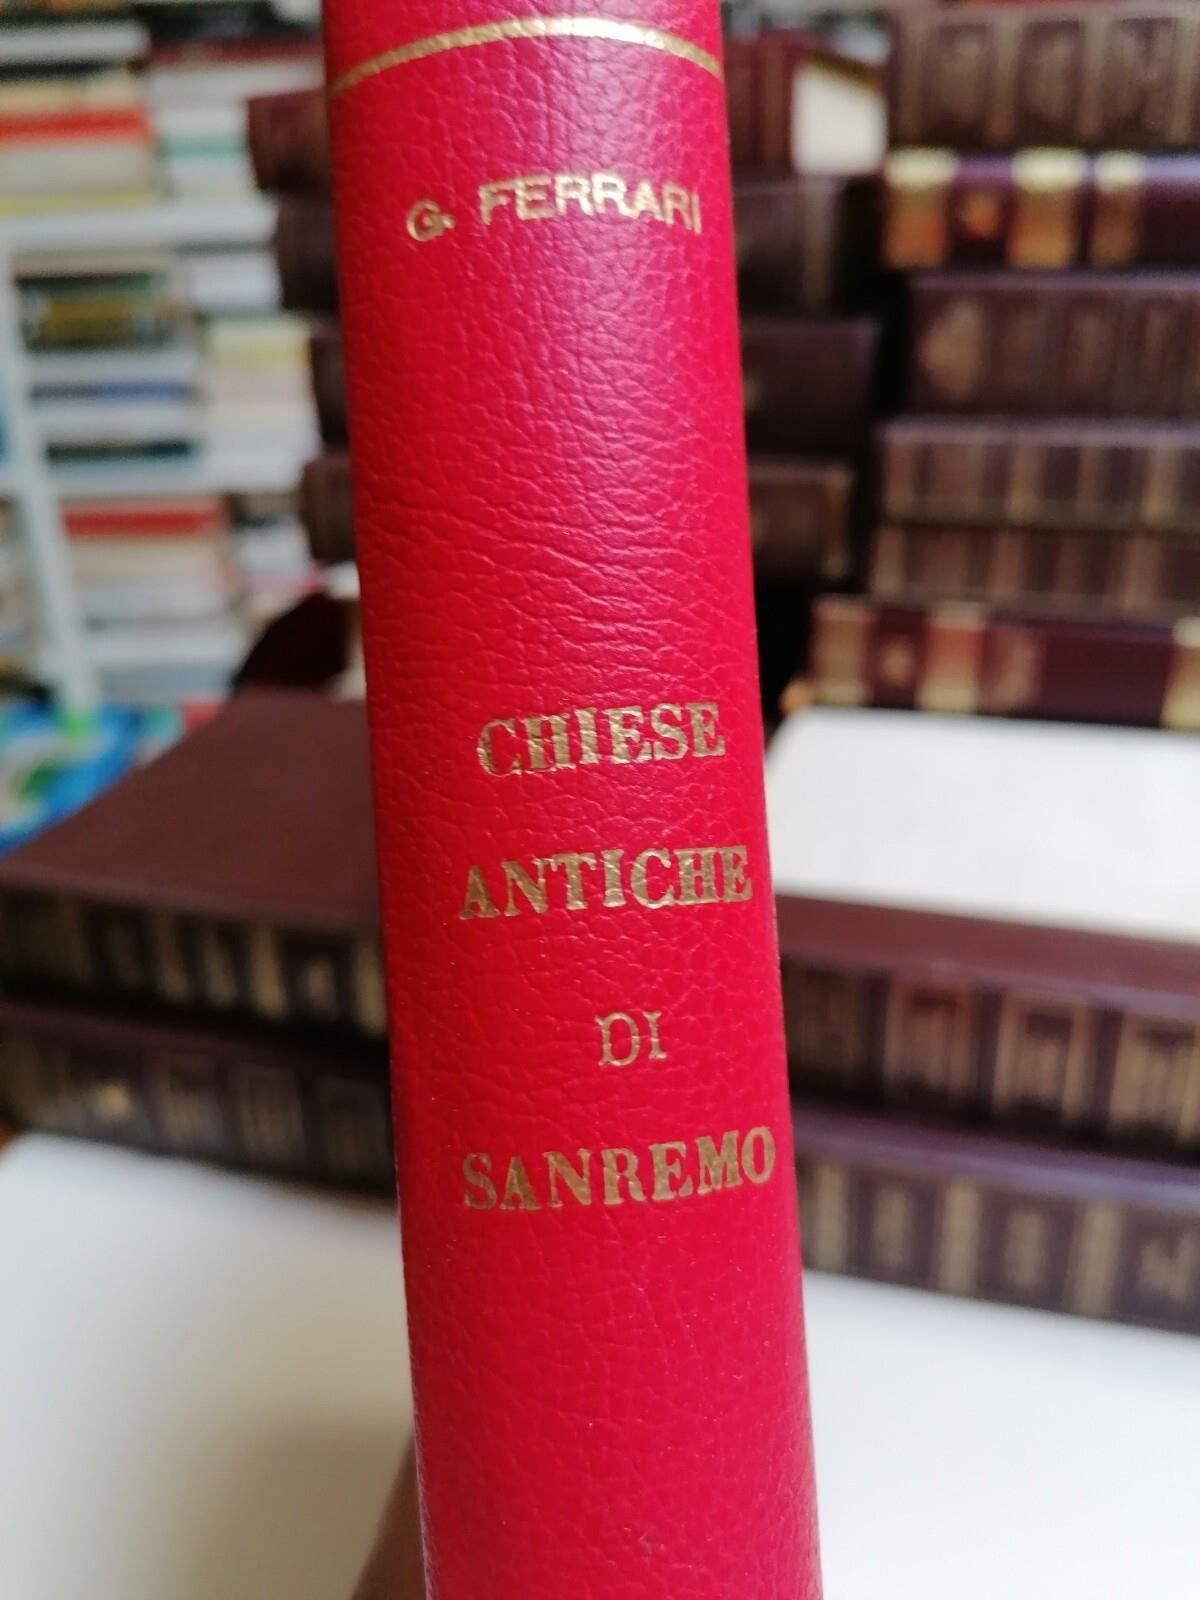 G. FERRARI
CHIESE
ANTICHE
DI
SANREMO